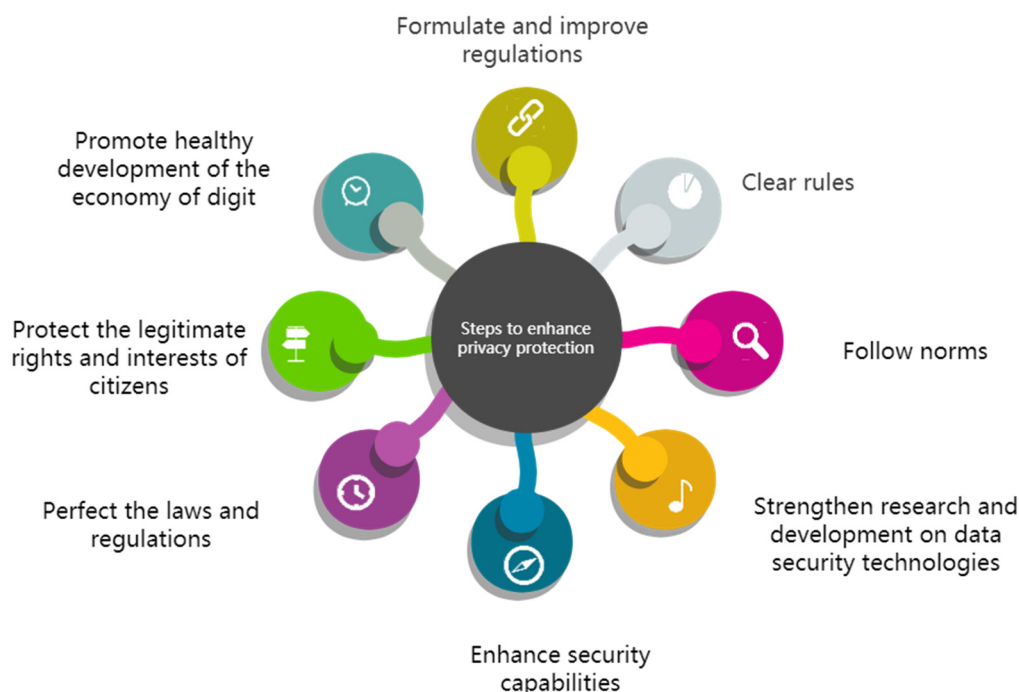 Formulate and improve
regulations
Promote healthy
development of the
economy of digit
Clear rules
Steps to enhance
privacy protection
Protect the legitimate
rights and interests of
citizens
Follow norms
Perfect the laws and
regulations
Strengthen research and
development on data
security technologies
Enhance security
capabilities